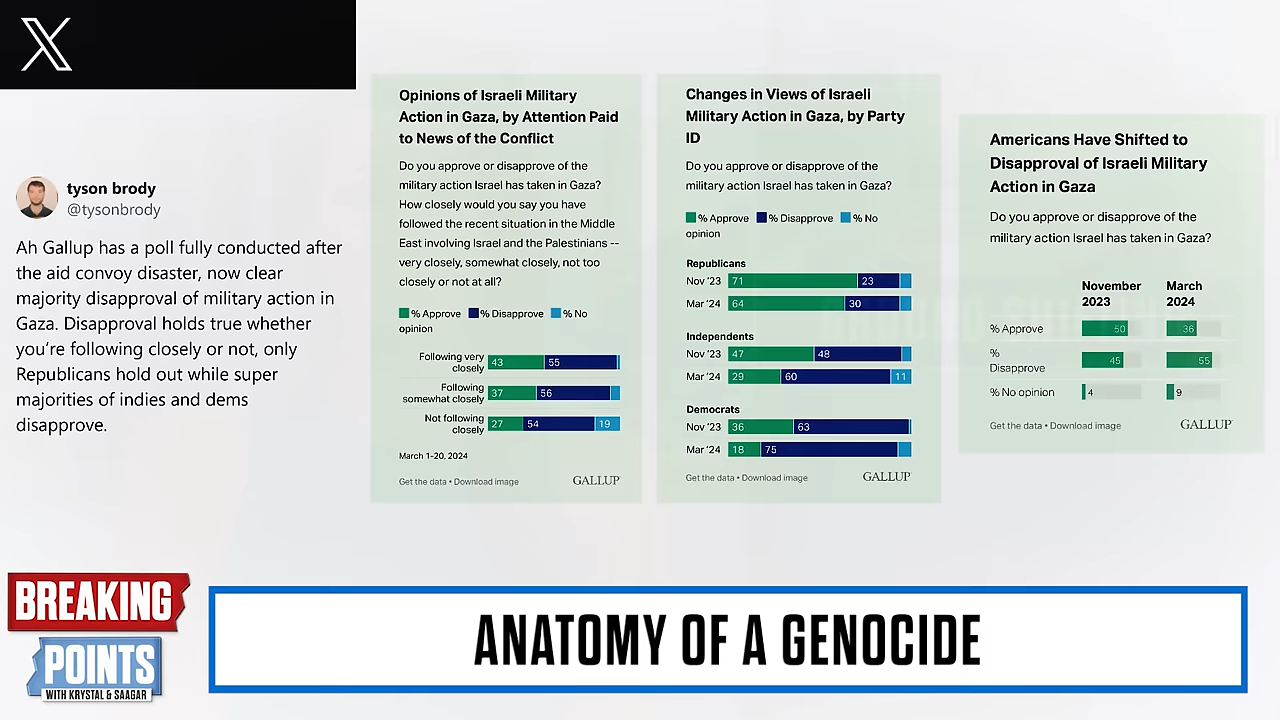 X
tyson brody
@tysonbrody
Ah Gallup has a poll fully conducted after
the aid convoy disaster, now clear
majority disapproval of military action in
Gaza. Disapproval holds true whether
you're following closely or not, only
Republicans hold out while super
majorities of indies and dems
disapprove.
Opinions of Israeli Military
Action in Gaza, by Attention Paid
to News of the Conflict
Do you approve or disapprove of the
military action Israel has taken in Gaza?
How closely would you say you have
followed the recent situation in the Middle
East involving Israel and the Palestinians --
very closely, somewhat closely, not too
closely or not at all?
% Approve % Disapprove % No
opinion
Following very
closely 43 55
Following
somewhat closely 37 56
Not following
closely 27 54 19
March 1-20, 2024
Get the data • Download image GALLUP
Changes in Views of Israeli
Military Action in Gaza, by Party
ID
Do you approve or disapprove of the
military action Israel has taken in Gaza?
% Approve % Disapprove % No
opinion
Republicans
Nov '23 71 23
Mar '24 64 30
Independents
Nov '23 47 48
Mar '24 29 60 11
Democrats
Nov '23 36 63
Mar '24 18 75
Get the data • Download image GALLUP
Americans Have Shifted to
Disapproval of Israeli Military
Action in Gaza
Do you approve or disapprove of the
military action Israel has taken in Gaza?
November March
2023 2024
% Approve 50 36
%
Disapprove 45 55
% No opinion 4 9
Get the data • Download image GALLUP
BREAKING
POINTS
WITH KRYSTAL & SAAGAR
ANATOMY OF A GENOCIDE